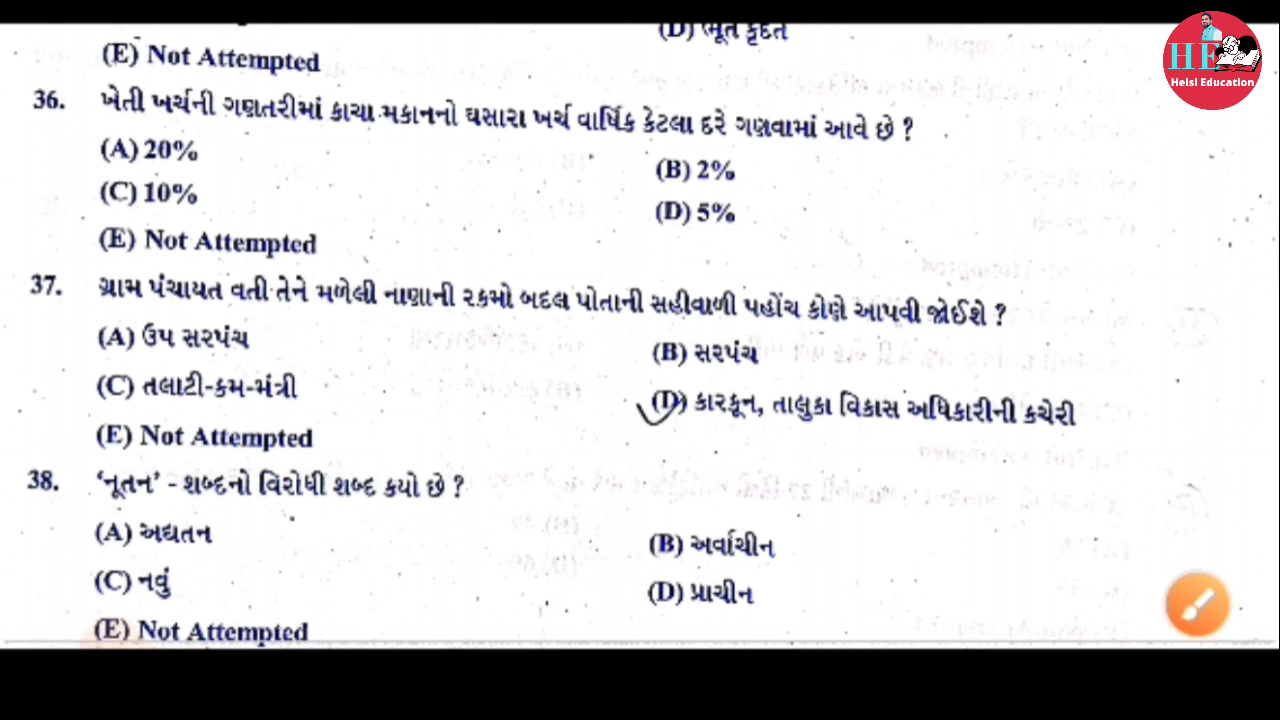 (D) ભૂત કૃદંત
(E) Not Attempted
36. ખેતી ખર્ચની ગણતરીમાં કાચા મકાનનો ઘસારા ખર્ચ વાર્ષિક કેટલા દરે ગણવામાં આવે છે ?
(A) 20%
(B) 2%
(C) 10%
(D) 5%
(E) Not Attempted
37. ગ્રામ પંચાયત વતી તેને મળેલી નાણાની રકમો બદલ પોતાની સહીવાળી પહોંચ કોણે આપવી જોઈશે ?
(A) ઉપ સરપંચ
(B) સરપંચ
(C) તલાટી-કમ-મંત્રી
(D) કારકૂન, તાલુકા વિકાસ અધિકારીની કચેરી
(E) Not Attempted
38. ‘નૂતન’ - શબ્દનો વિરોધી શબ્દ કયો છે ?
(A) અદ્યતન
(B) અર્વાચીન
(C) નવું
(D) પ્રાચીન
(E) Not Attempted
HE
Helsi Education